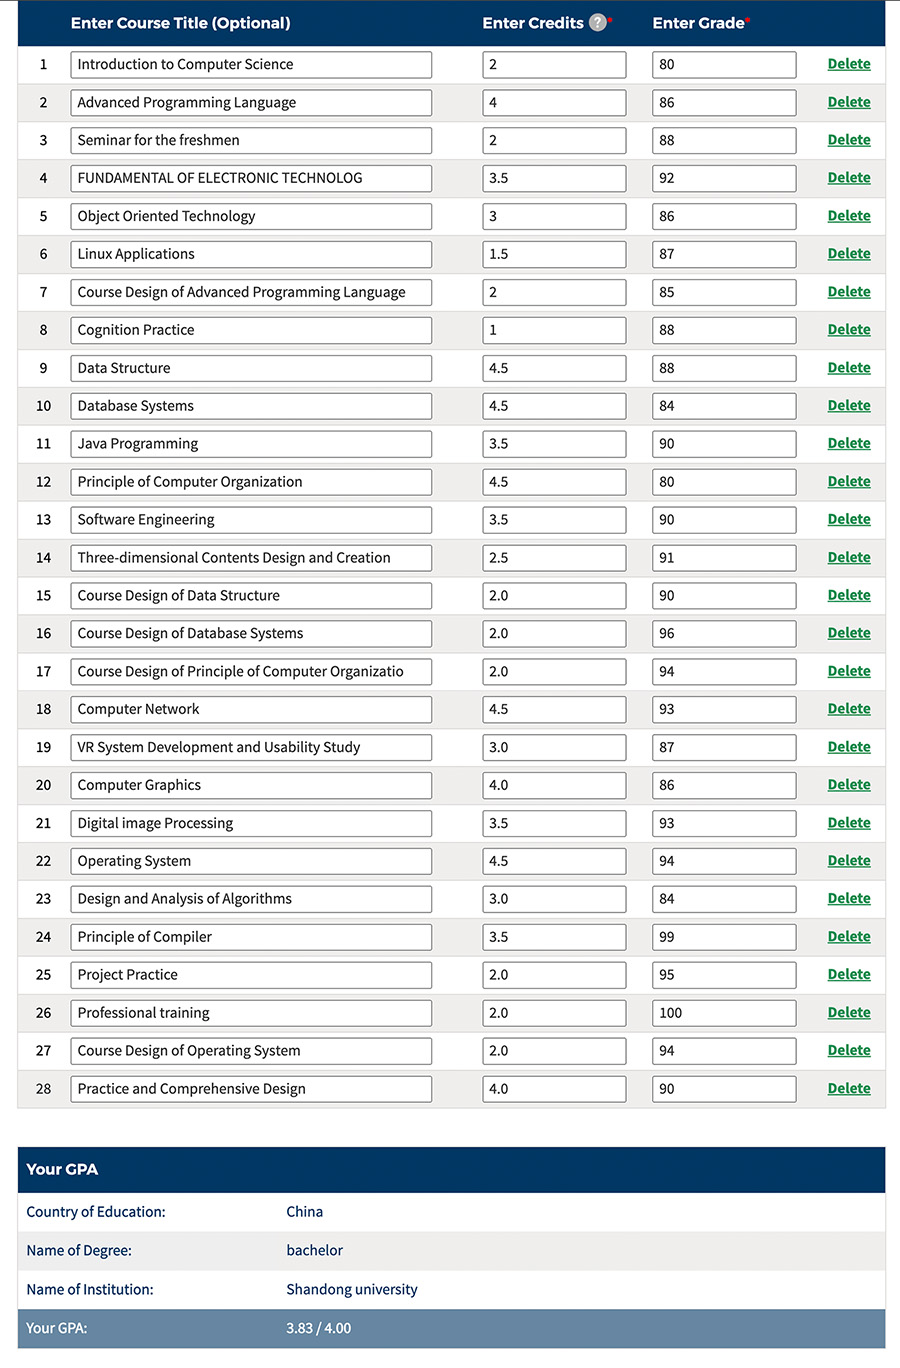 Enter Course Title (Optional) Enter Credits ?* Enter Grade*
1 Introduction to Computer Science 2 80 Delete
2 Advanced Programming Language 4 86 Delete
3 Seminar for the freshmen 2 88 Delete
4 FUNDAMENTAL OF ELECTRONIC TECHNOLOG 3.5 92 Delete
5 Object Oriented Technology 3 86 Delete
6 Linux Applications 1.5 87 Delete
7 Course Design of Advanced Programming Language 2 85 Delete
8 Cognition Practice 1 88 Delete
9 Data Structure 4.5 88 Delete
10 Database Systems 4.5 84 Delete
11 Java Programming 3.5 90 Delete
12 Principle of Computer Organization 4.5 80 Delete
13 Software Engineering 3.5 90 Delete
14 Three-dimensional Contents Design and Creation 2.5 91 Delete
15 Course Design of Data Structure 2.0 90 Delete
16 Course Design of Database Systems 2.0 96 Delete
17 Course Design of Principle of Computer Organizatio 2.0 94 Delete
18 Computer Network 4.5 93 Delete
19 VR System Development and Usability Study 3.0 87 Delete
20 Computer Graphics 4.0 86 Delete
21 Digital image Processing 3.5 93 Delete
22 Operating System 4.5 94 Delete
23 Design and Analysis of Algorithms 3.0 84 Delete
24 Principle of Compiler 3.5 99 Delete
25 Project Practice 2.0 95 Delete
26 Professional training 2.0 100 Delete
27 Course Design of Operating System 2.0 94 Delete
28 Practice and Comprehensive Design 4.0 90 Delete
Your GPA
Country of Education: China
Name of Degree: bachelor
Name of Institution: Shandong university
Your GPA: 3.83 / 4.00